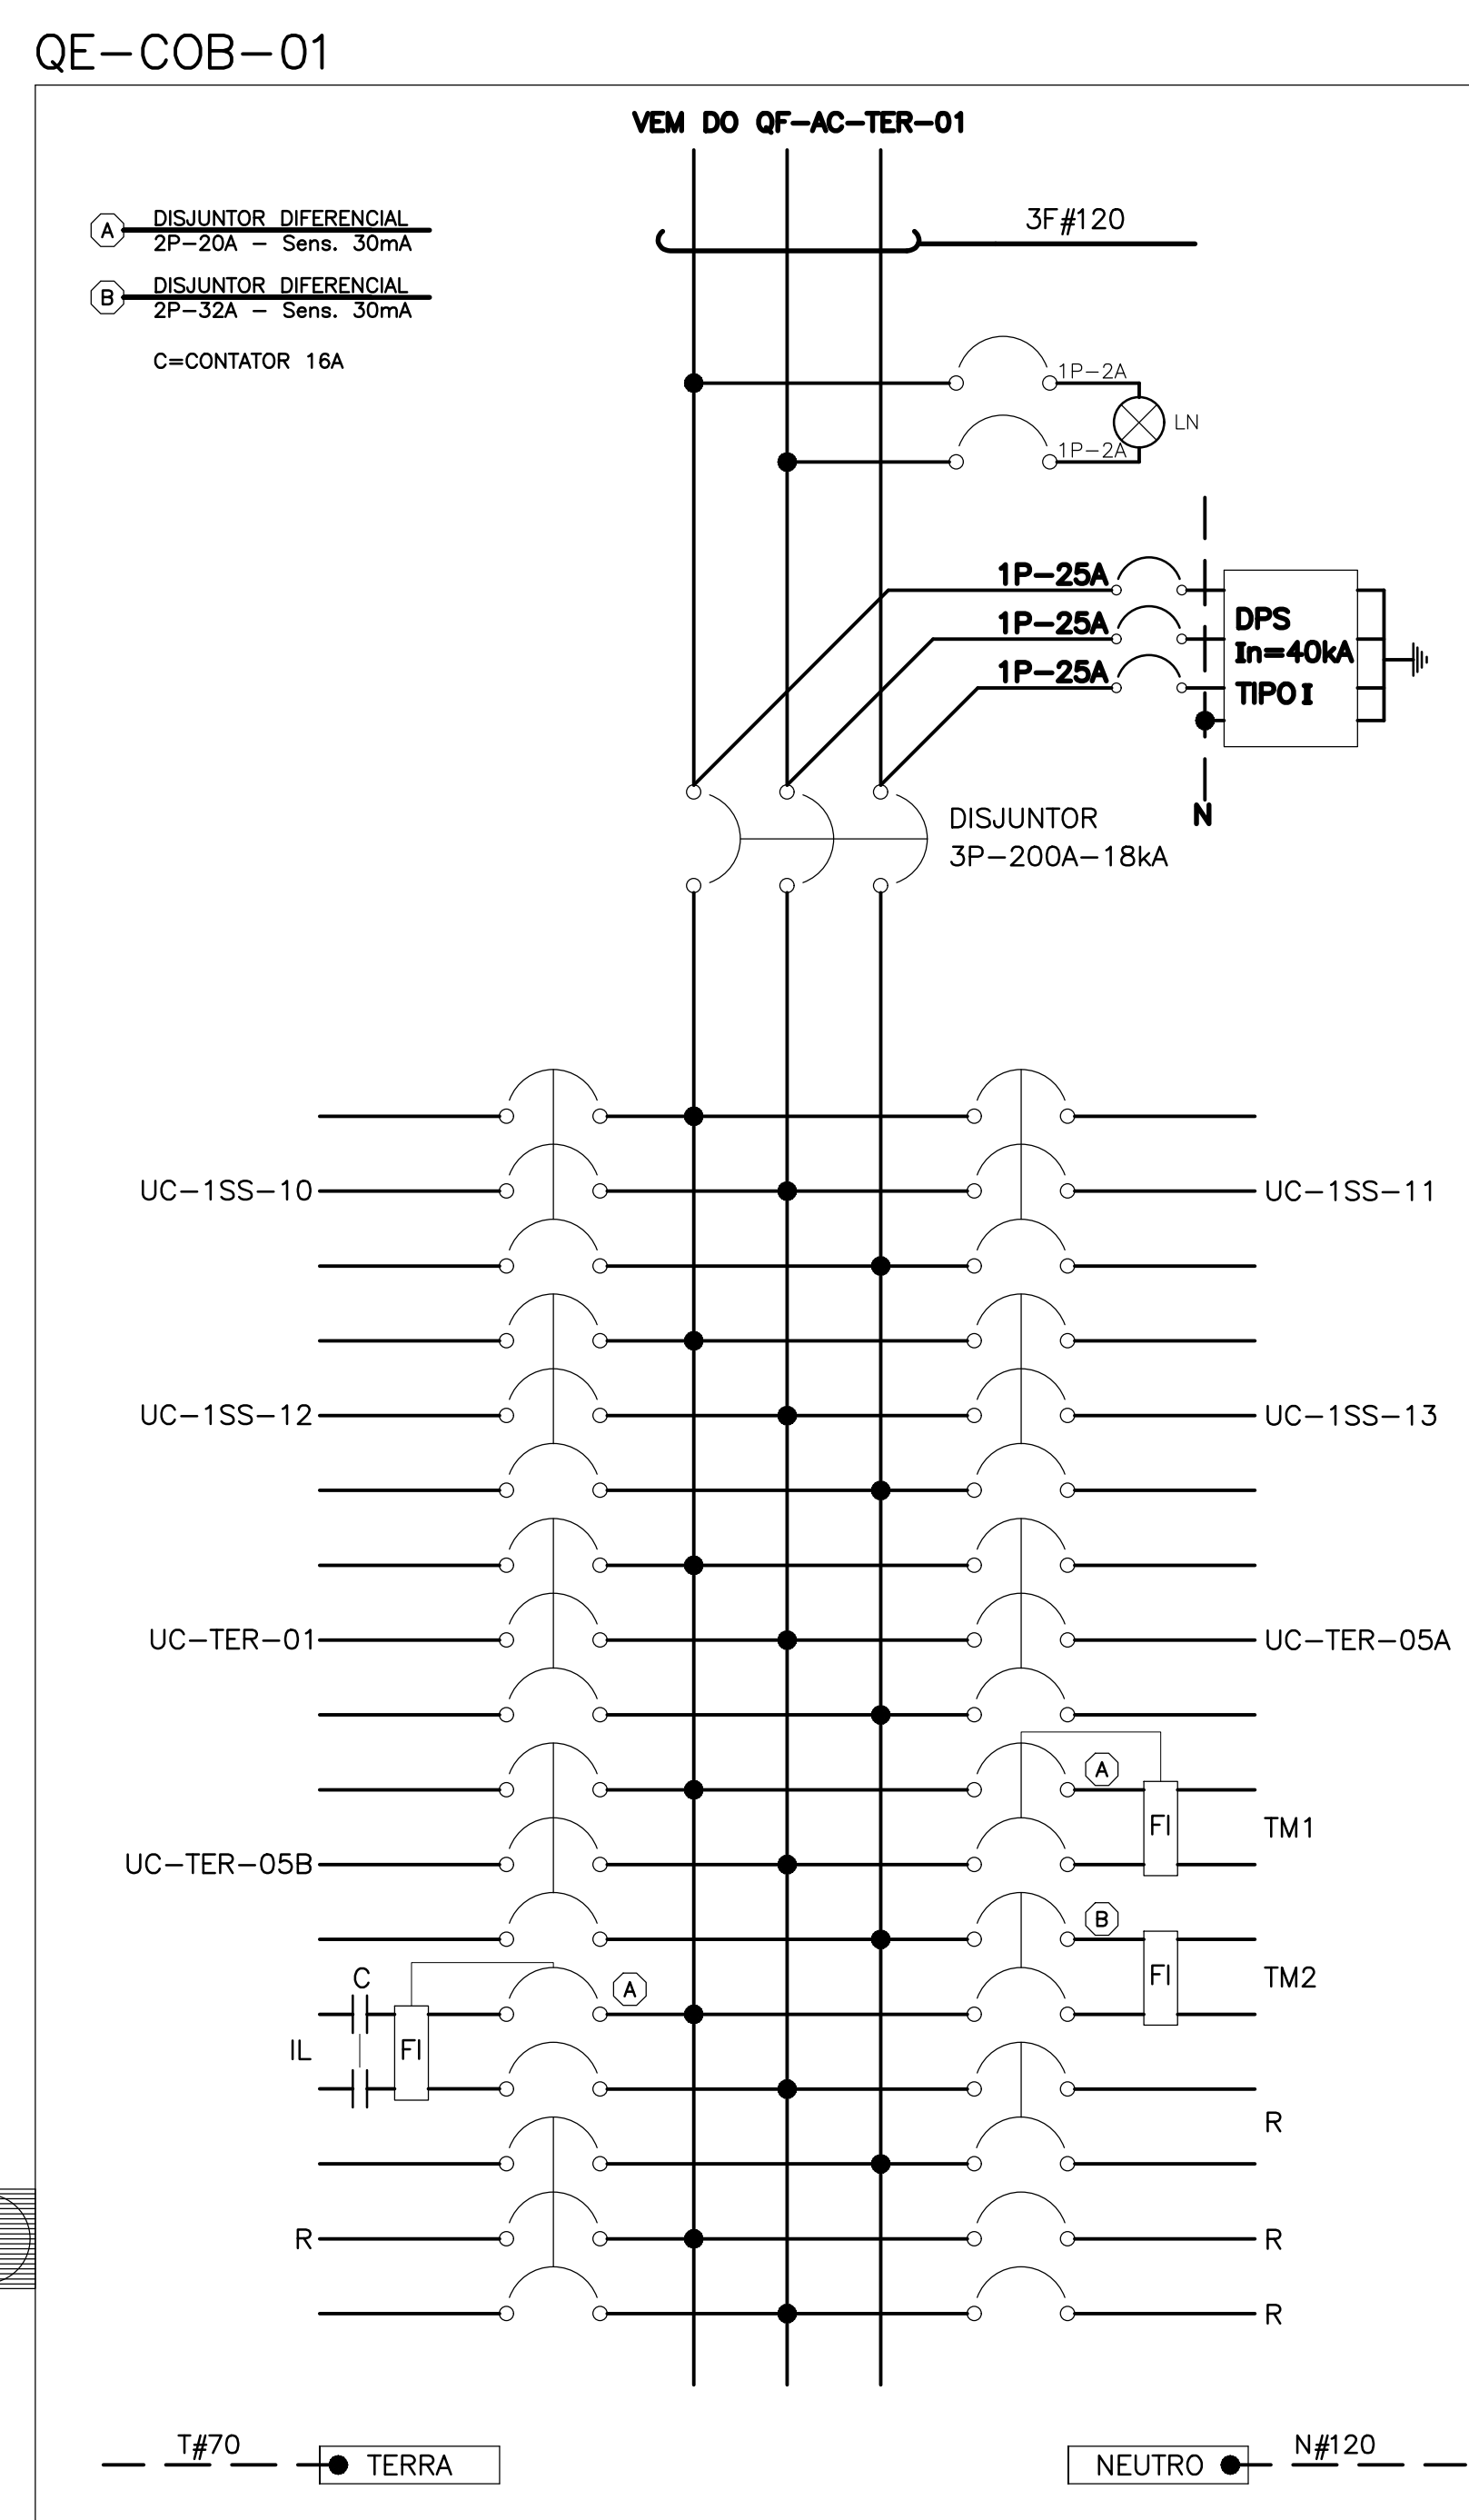 QE-COB-01
VEM DO QF-AC-TER-01
A DISJUNTOR DIFERENCIAL
2P-20A - Sens. 30mA
3F#120
B DISJUNTOR DIFERENCIAL
2P-32A - Sens. 30mA
C=CONTATOR 16A
1P-2A
LN
1P-2A
1P-25A
1P-25A
1P-25A
DPS
In=40kA
TIPO I
N
DISJUNTOR
3P-200A-18kA
UC-1SS-10
UC-1SS-11
UC-1SS-12
UC-1SS-13
UC-TER-01
UC-TER-05A
A
FI
TM1
UC-TER-05B
B
FI
TM2
C
A
IL
FI
R
R
R
R
T#70
TERRA
NEUTRO
N#120